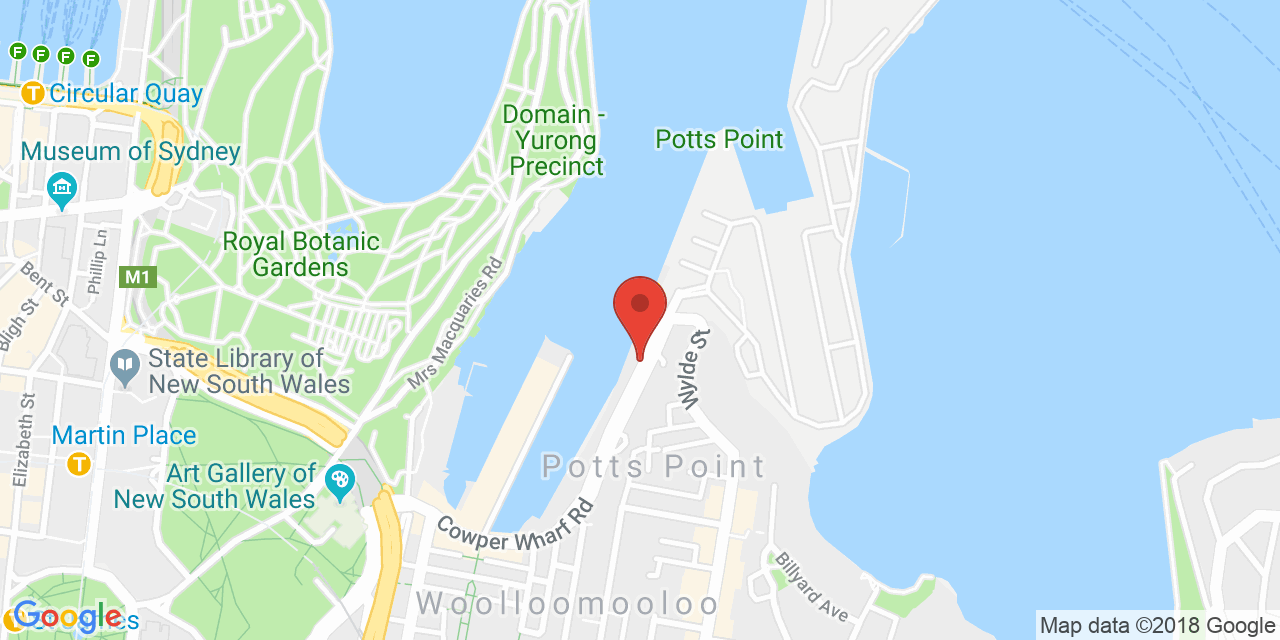 F F F F
T Circular Quay
Museum of Sydney
Domain -
Yurong
Precinct
Potts Point
Royal Botanic
Gardens
Phillip Ln
M1
Bent St
Bligh St
Mrs Macquaries Rd
State Library of
New South Wales
Wylde St
Elizabeth St
Martin Place
T
Art Gallery of
New South Wales
Potts Point
Cowper Wharf Rd
Billyard Ave
Woolloomooloo
Google
Map data ©2018 Google